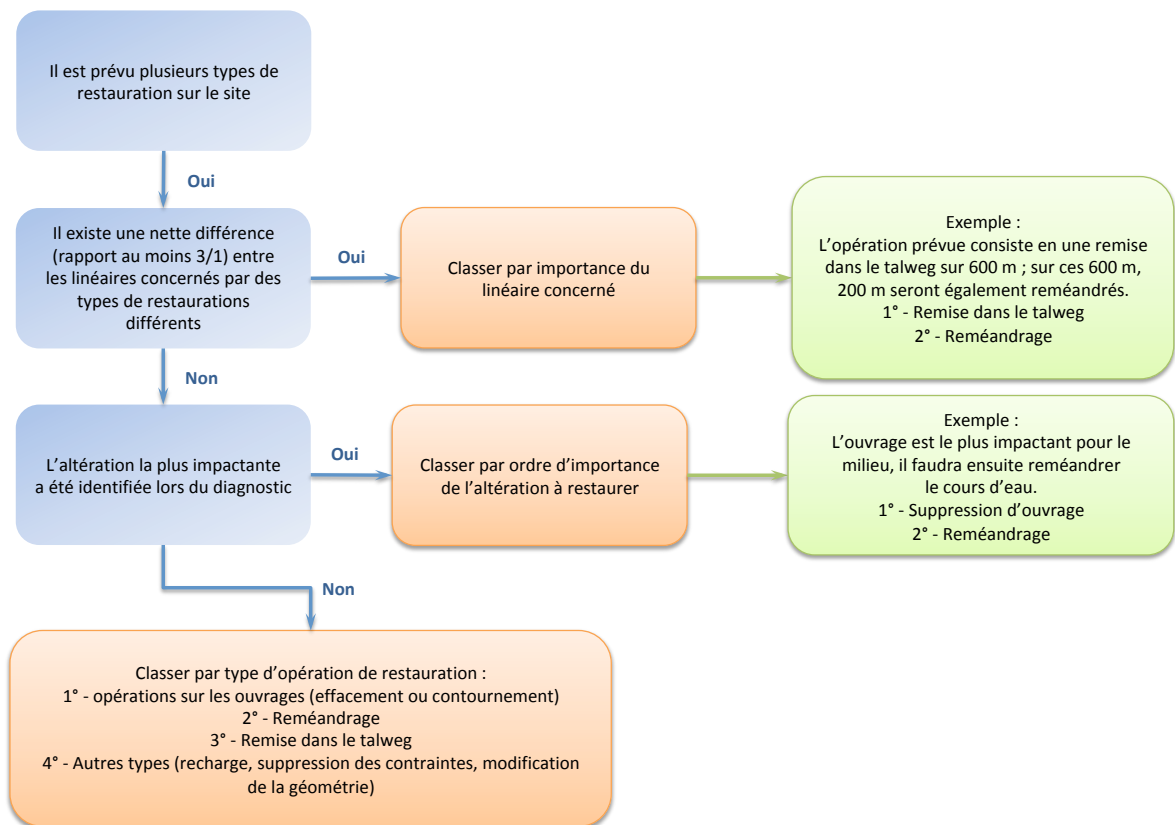 Il est prévu plusieurs types de
restauration sur le site
Oui
Il existe une nette différence
(rapport au moins 3/1) entre
les linéaires concernés par des
types de restaurations
différents
Oui
Classer par importance du
linéaire concerné
Exemple :
L’opération prévue consiste en une remise
dans le talweg sur 600 m ; sur ces 600 m,
200 m seront également reméandrés.
1° - Remise dans le talweg
2° - Reméandrage
Non
L’altération la plus impactante
a été identifiée lors du diagnostic
Oui
Classer par ordre d’importance
de l’altération à restaurer
Exemple :
L’ouvrage est le plus impactant pour le
milieu, il faudra ensuite reméandrer
le cours d’eau.
1° - Suppression d’ouvrage
2° - Reméandrage
Non
Classer par type d’opération de restauration :
1° - opérations sur les ouvrages (effacement ou contournement)
2° - Reméandrage
3° - Remise dans le talweg
4° - Autres types (recharge, suppression des contraintes, modification
de la géométrie)